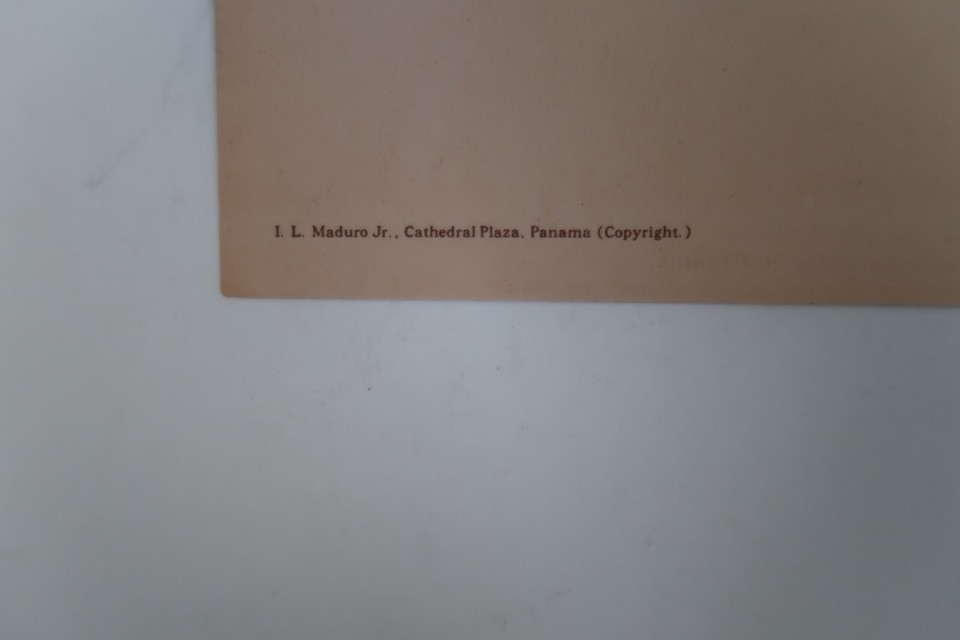 I. L. Maduro Jr., Cathedral Plaza, Panama (Copyright.)